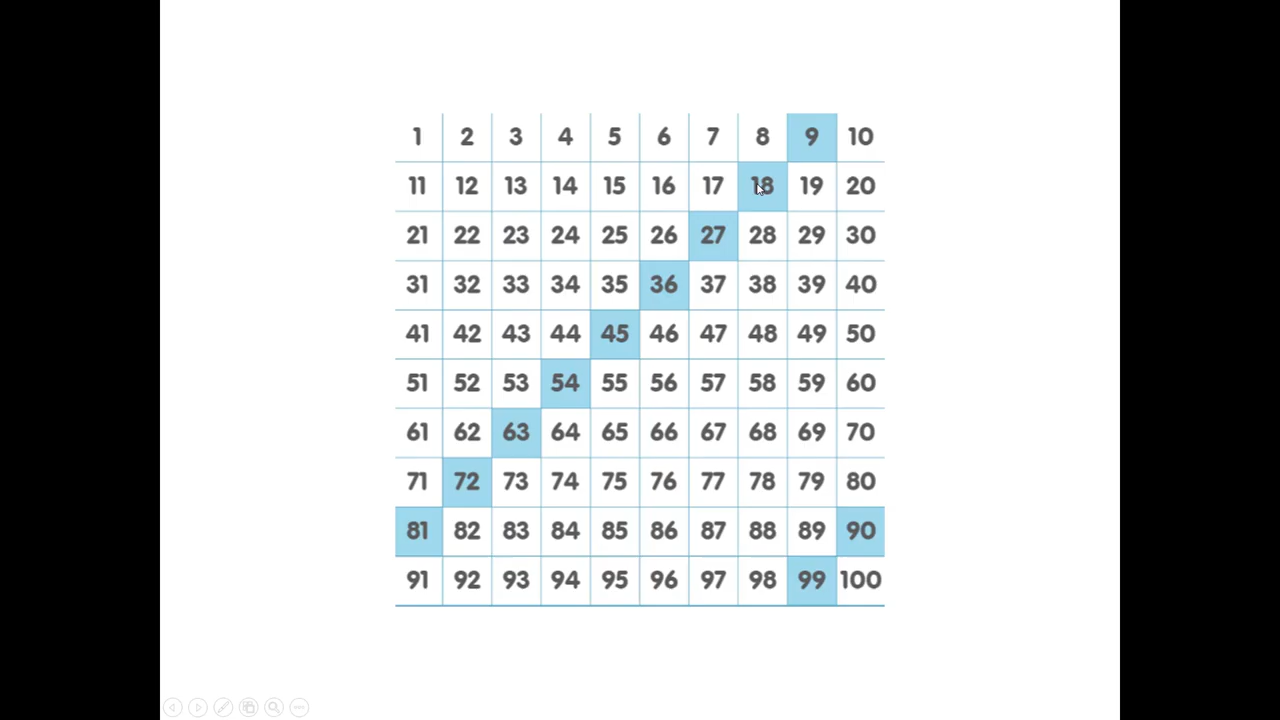 1 2 3 4 5 6 7 8 9 10
11 12 13 14 15 16 17 18 19 20
21 22 23 24 25 26 27 28 29 30
31 32 33 34 35 36 37 38 39 40
41 42 43 44 45 46 47 48 49 50
51 52 53 54 55 56 57 58 59 60
61 62 63 64 65 66 67 68 69 70
71 72 73 74 75 76 77 78 79 80
81 82 83 84 85 86 87 88 89 90
91 92 93 94 95 96 97 98 99 100